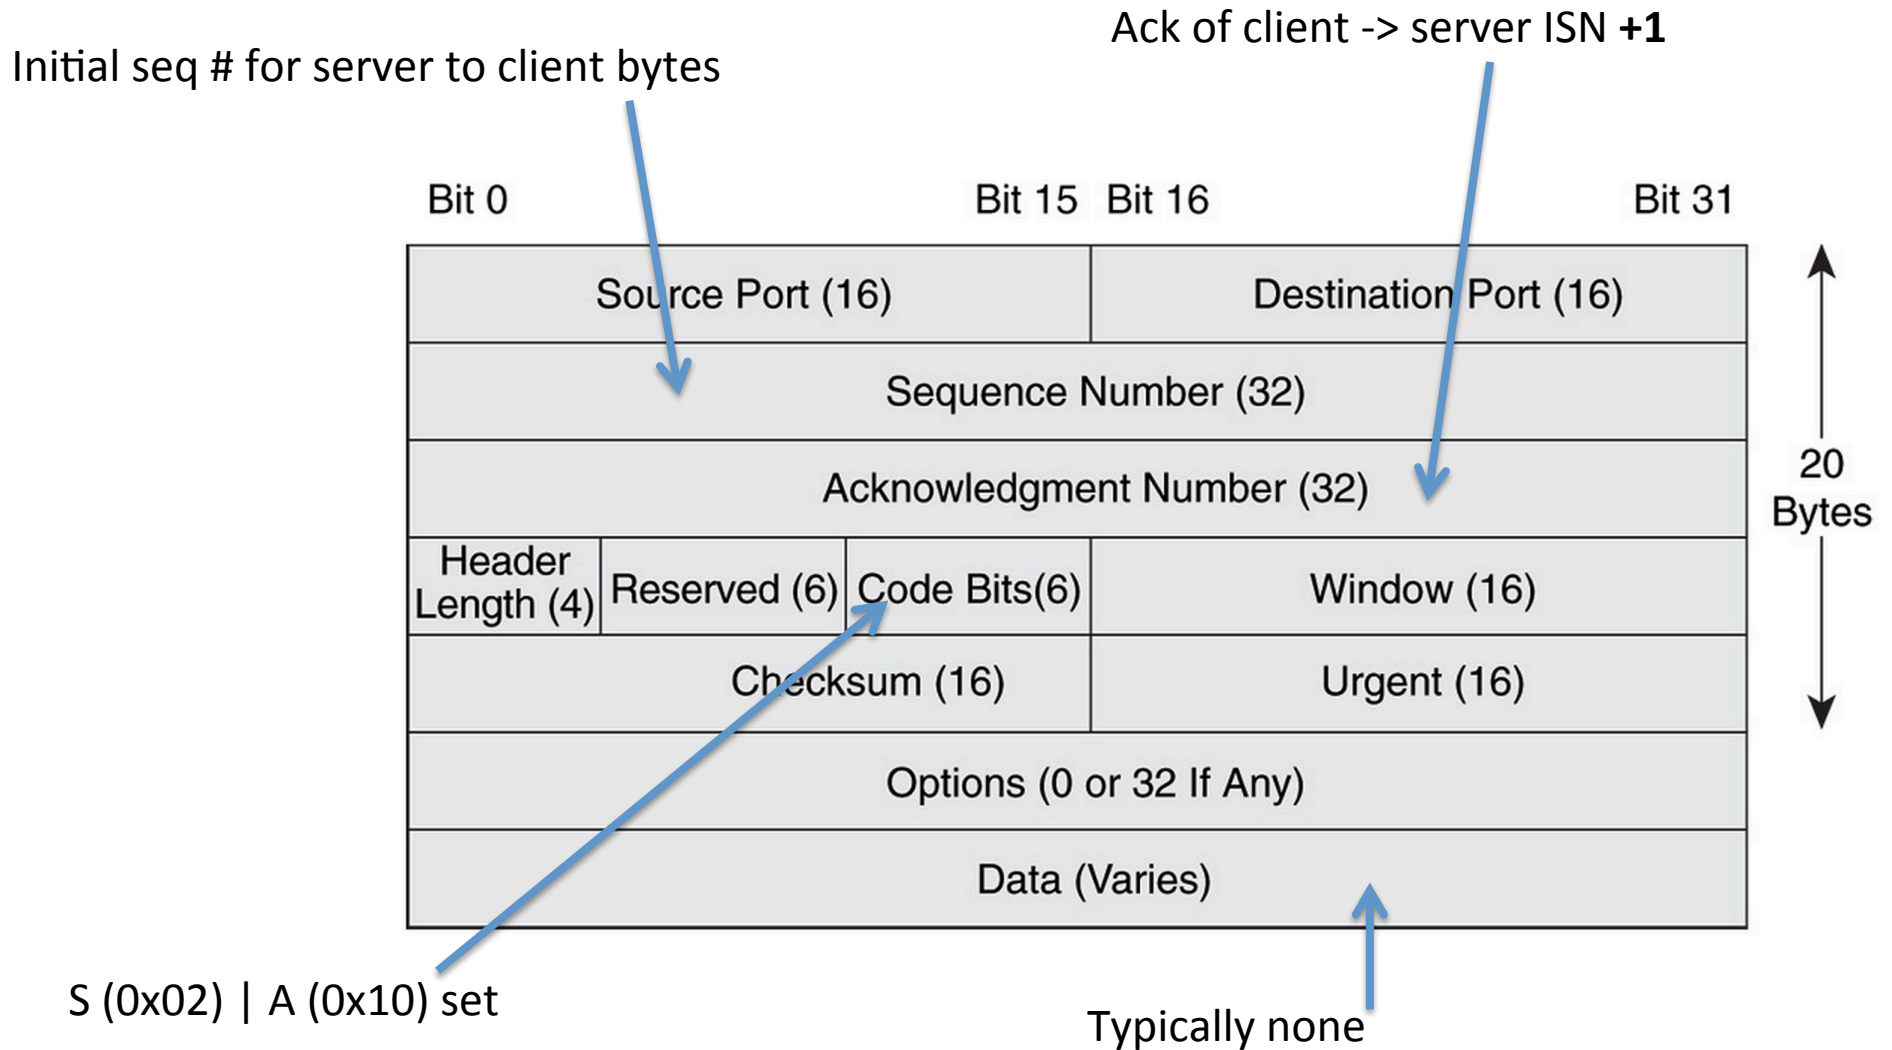 Ack of client -> server ISN +1
Initial seq # for server to client bytes
Bit 0 Bit 15 Bit 16 Bit 31
Source Port (16) Destination Port (16)
Sequence Number (32)
Acknowledgment Number (32)
20
Bytes
Header
Length (4) Reserved (6) Code Bits(6) Window (16)
Checksum (16) Urgent (16)
Options (0 or 32 If Any)
Data (Varies)
S (0x02) | A (0x10) set
Typically none